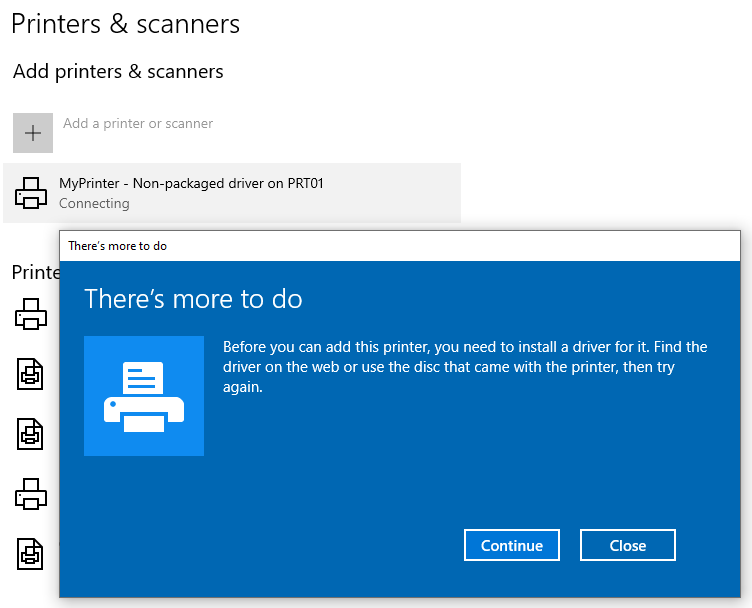 Printers & scanners
Add printers & scanners
Add a printer or scanner
MyPrinter - Non-packaged driver on PRT01
Connecting
There's more to do
There's more to do
Before you can add this printer, you need to install a driver for it. Find the
driver on the web or use the disc that came with the printer, then try
again.
Continue
Close